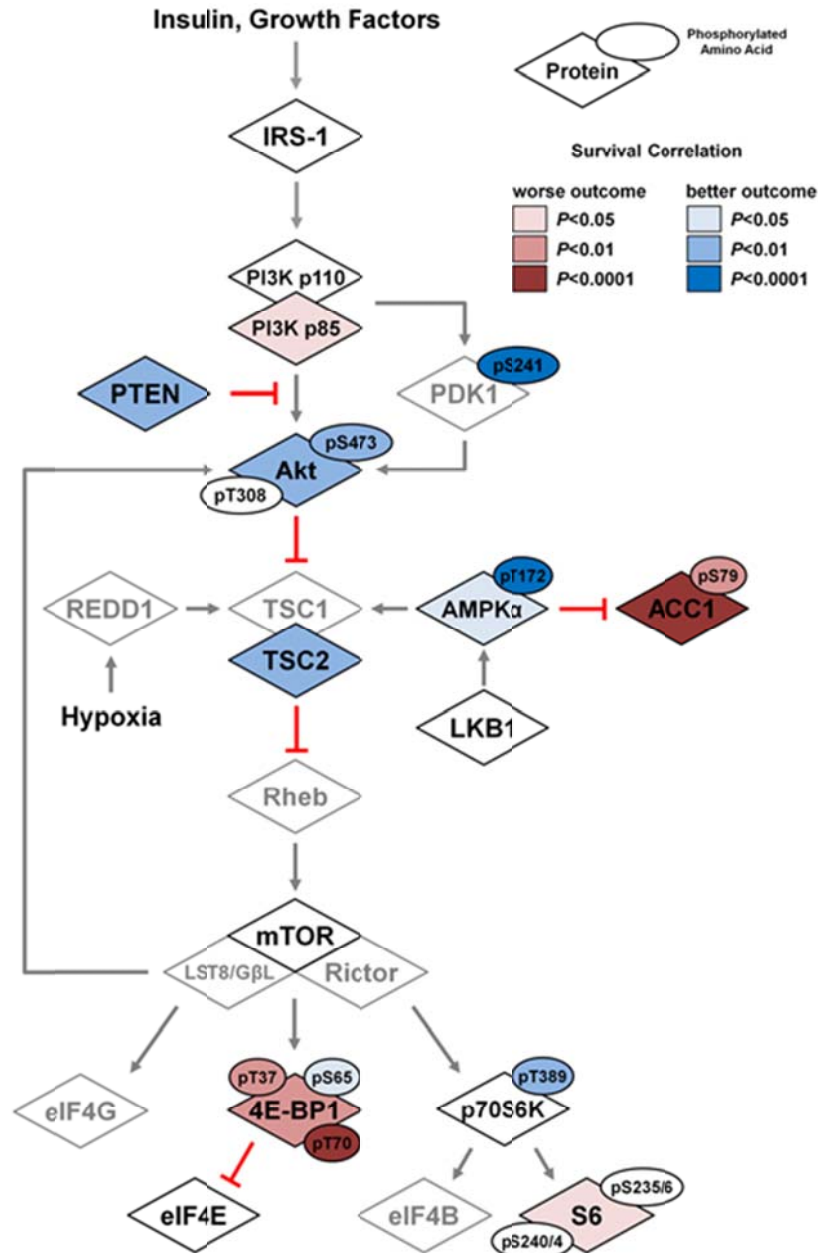 Insulin, Growth Factors
Phosphorylated
Amino Acid
Protein
IRS-1
Survival Correlation
worse outcome
better outcome
P<0.05
P<0.05
P<0.01
P<0.01
P<0.0001
P<0.0001
PI3K p110
PI3K p85
pS241
PTEN
PDK1
pS473
Akt
pT308
pT172
pS79
REDD1
TSC1
AMPKα
ACC1
TSC2
Hypoxia
LKB1
Rheb
mTOR
LST8/GβL
Rictor
pT37
pS65
pT389
eIF4G
4E-BP1
p70S6K
pT70
pS235/6
eIF4E
eIF4B
S6
pS240/4